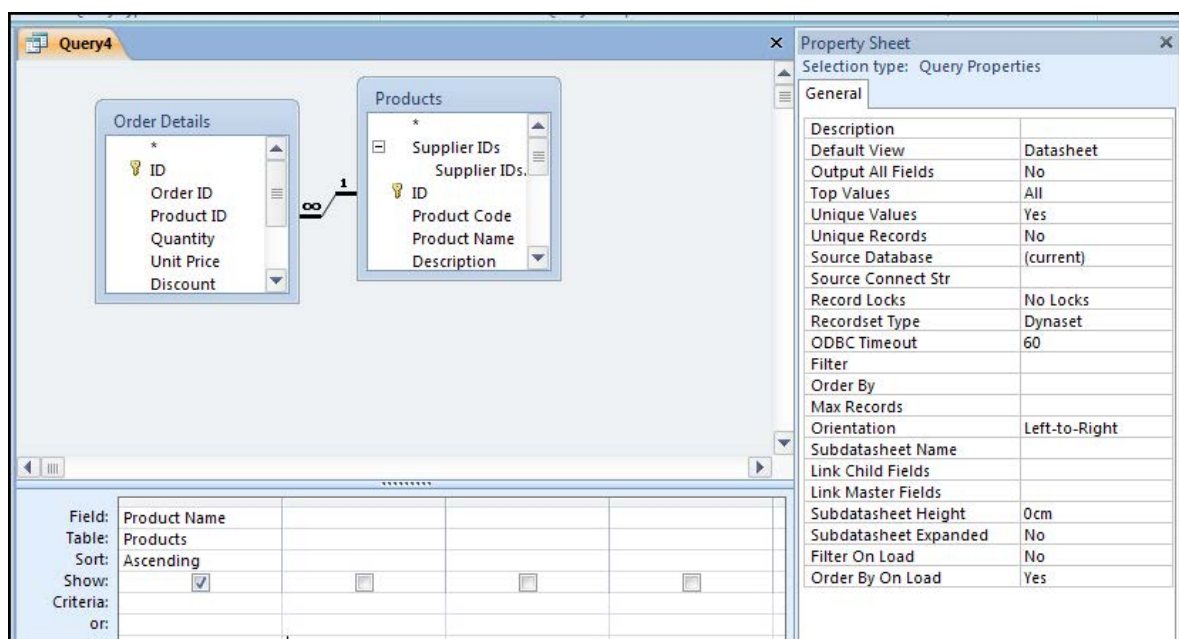 Query4
Order Details
*
ID
Order ID
Product ID
Quantity
Unit Price
Discount
∞
1
Products
*
Supplier IDs
Supplier IDs.
ID
Product Code
Product Name
Description
Field: Product Name
Table: Products
Sort: Ascending
Show:
Criteria:
or:
Property Sheet
Selection type: Query Properties
General
Description
Default View Datasheet
Output All Fields No
Top Values All
Unique Values Yes
Unique Records No
Source Database (current)
Source Connect Str
Record Locks No Locks
Recordset Type Dynaset
ODBC Timeout 60
Filter
Order By
Max Records
Orientation Left-to-Right
Subdatasheet Name
Link Child Fields
Link Master Fields
Subdatasheet Height 0cm
Subdatasheet Expanded No
Filter On Load No
Order By On Load Yes